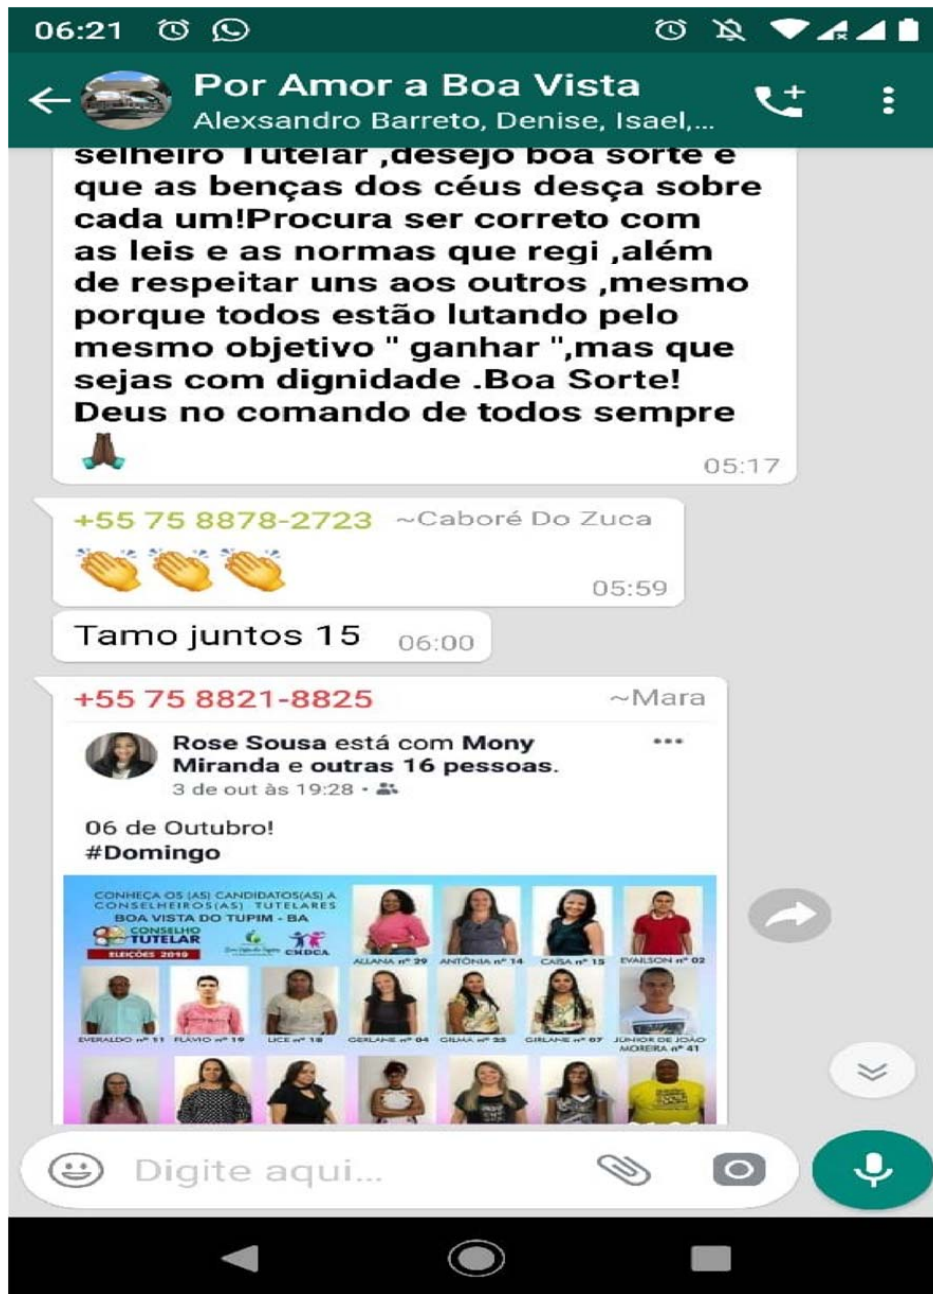 06:21
Por Amor a Boa Vista
Alexsandro Barreto, Denise, Isael,...
selheiro Tutelar ,desejo boa sorte e
que as benças dos céus desça sobre
cada um!Procura ser correto com
as leis e as normas que regi ,além
de respeitar uns aos outros ,mesmo
porque todos estão lutando pelo
mesmo objetivo " ganhar ",mas que
sejas com dignidade .Boa Sorte!
Deus no comando de todos sempre
05:17
+55 75 8878-2723 ~Caboré Do Zuca
05:59
Tamo juntos 15 06:00
+55 75 8821-8825 ~Mara
Rose Sousa está com Mony
Miranda e outras 16 pessoas.
3 de out às 19:28
06 de Outubro!
#Domingo
CONHEÇA OS (AS) CANDIDATOS(AS) A
CONSELHEIROS(AS) TUTELARES
BOA VISTA DO TUPIM - BA
CONSELHO
TUTELAR
ELEIÇÕES 2019
CMDCA
ALLANA nº 29 ANTÔNIA nº 14 CAÍSA nº 15 EVAILSON nº 02
EVERALDO nº 11 FLÁVIO nº 19 LICE nº 18 GERLANE nº 04 GILMA nº 25 GIRLANE nº 07 JÚNIOR DE JOÃO
MOREIRA nº 41
Digite aqui...